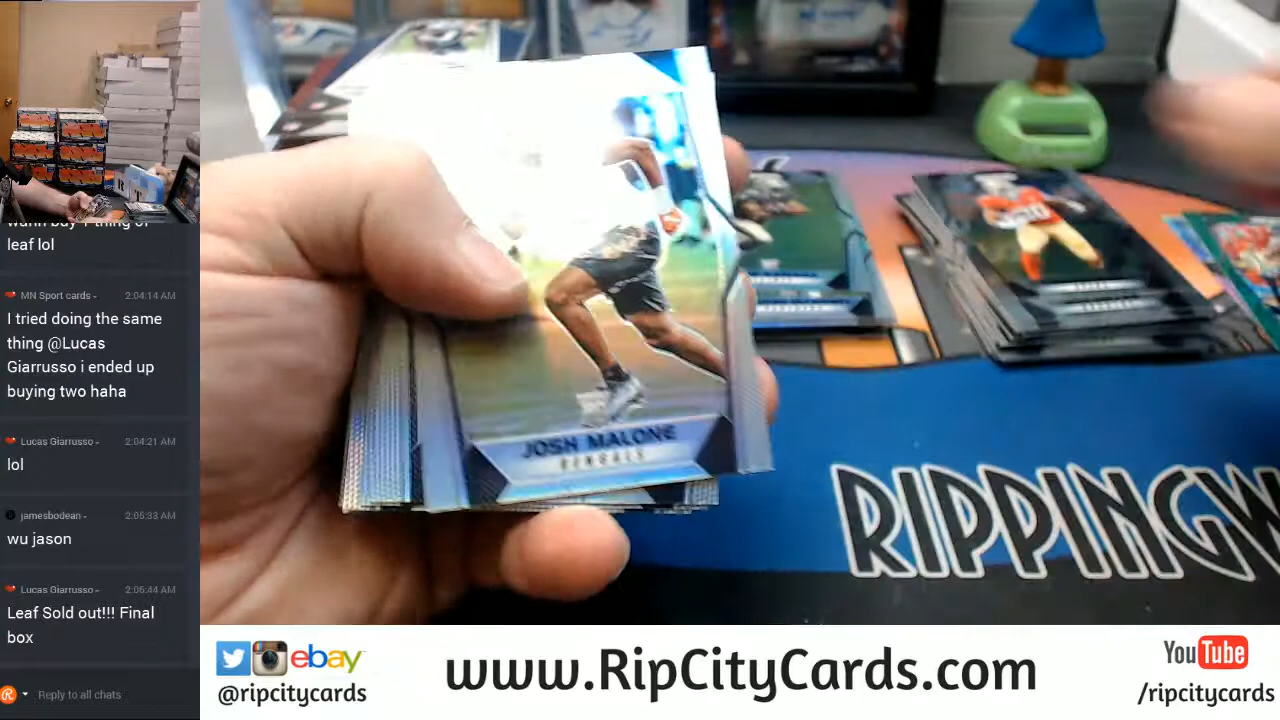 leaf lol
MN Sport cards - 2:04:14 AM
I tried doing the same
thing @Lucas
Giarrusso i ended up
buying two haha
Lucas Giarrusso - 2:04:21 AM
lol
jamesbodean - 2:05:33 AM
wu jason
Lucas Giarrusso - 2:06:44 AM
Leaf Sold out!!! Final
box
Reply to all chats
JOSH MALONE
BENGALS
RIPPINGW
ebay
@ripcitycards
www.RipCityCards.com
YouTube
/ripcitycards